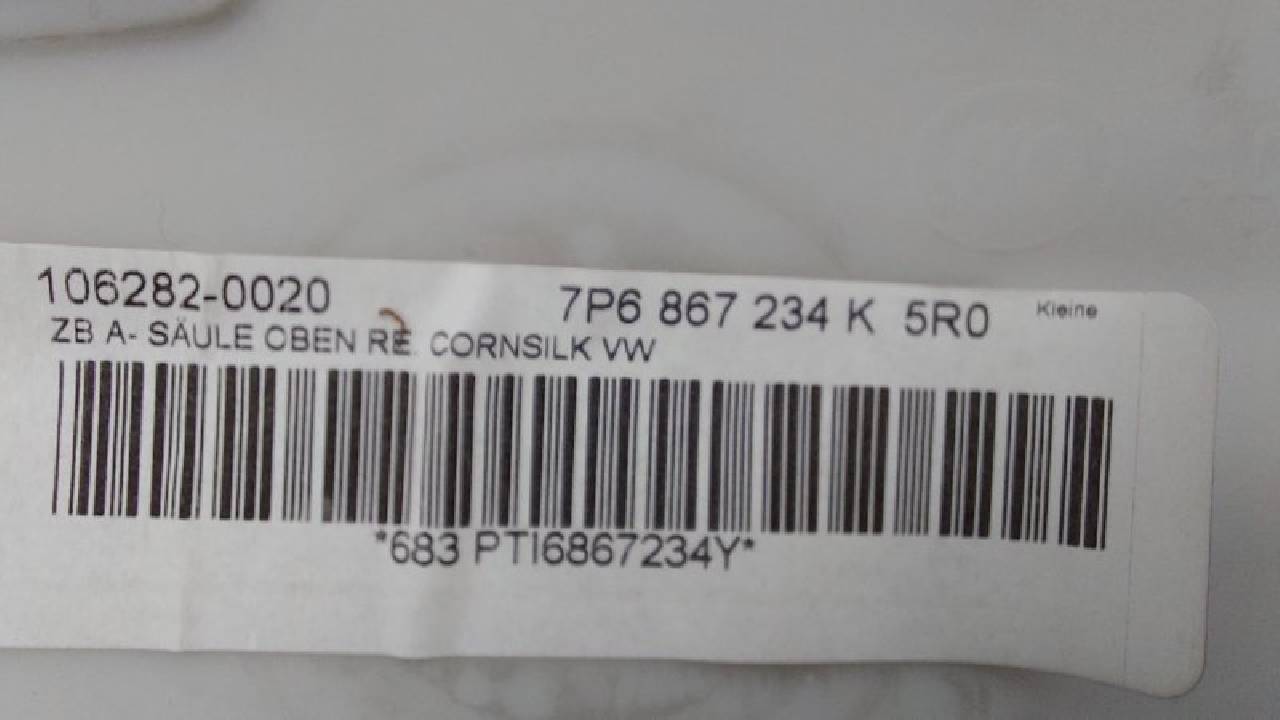 106282-0020 7P6 867 234 K 5R0 Kleine
ZB A- SÄULE OBEN RE. CORNSILK VW
*683 PTI6867234Y*